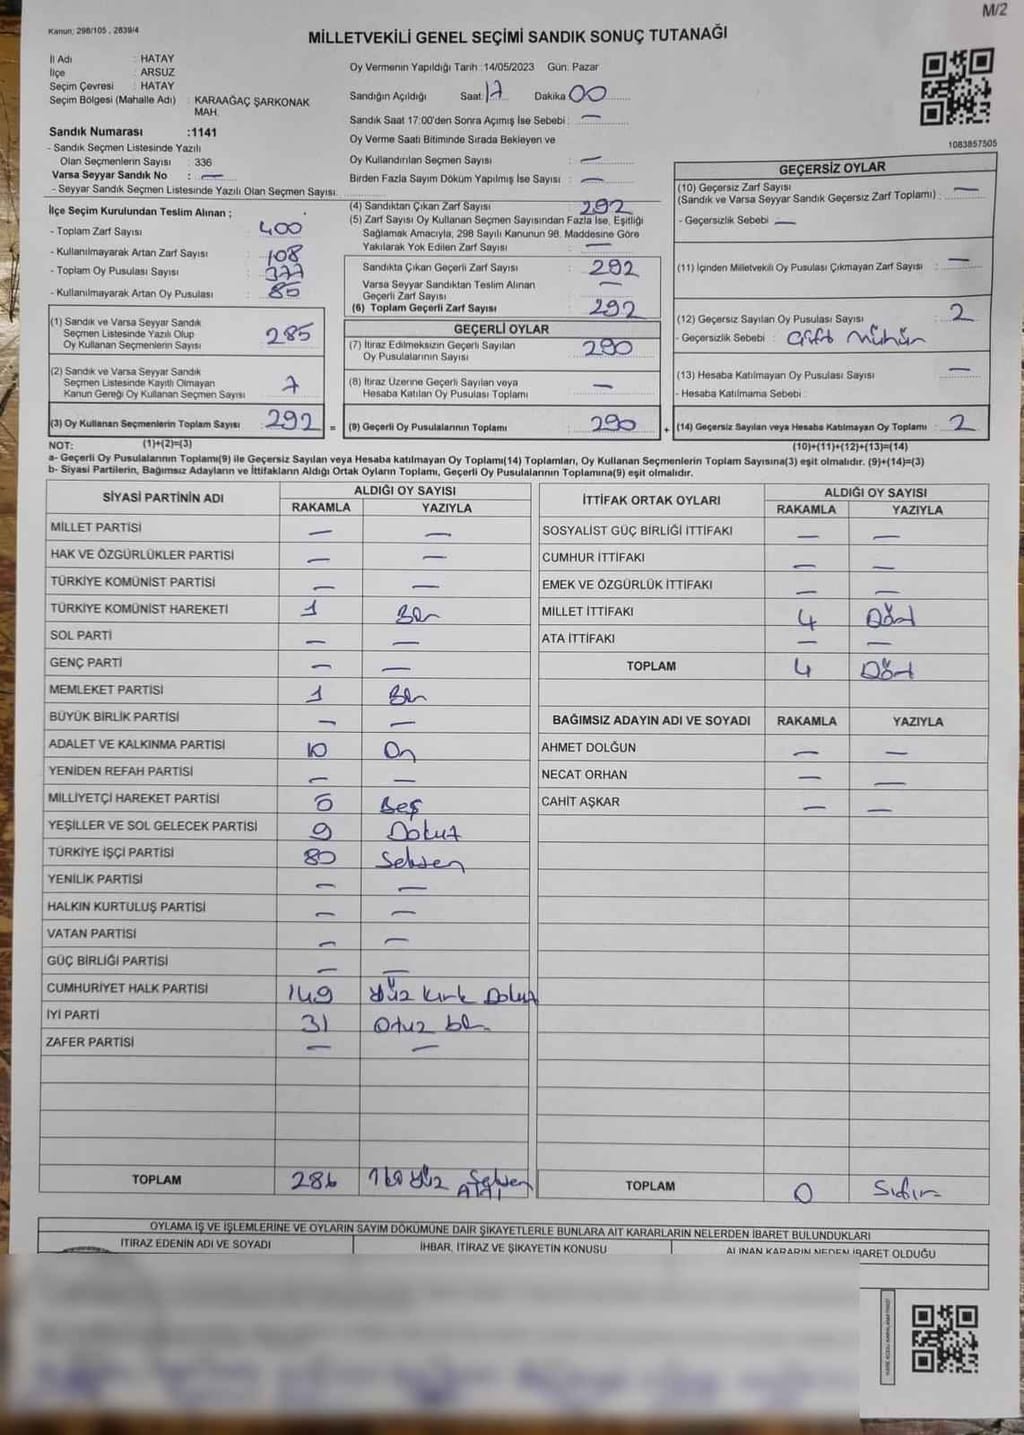 M/2
Kanun: 298/105 , 2839/4
MİLLETVEKİLİ GENEL SEÇİMİ SANDIK SONUÇ TUTANAĞI
İl Adı : HATAY
İlçe : ARSUZ
Seçim Çevresi : HATAY
Seçim Bölgesi (Mahalle Adı) : KARAAĞAÇ ŞARKONAK MAH.
Sandık Numarası :1141
- Sandık Seçmen Listesinde Yazılı
Olan Seçmenlerin Sayısı : 336
Varsa Seyyar Sandık No : —
- Seyyar Sandık Seçmen Listesinde Yazılı Olan Seçmen Sayısı:
Oy Vermenin Yapıldığı Tarih :14/05/2023 Gün: Pazar
Sandığın Açıldığı Saat 17 Dakika 00
Sandık Saat 17:00'den Sonra Açımış İse Sebebi : —
Oy Verme Saati Bitiminde Sırada Bekleyen ve
Oy Kullandırılan Seçmen Sayısı : —
Birden Fazla Sayım Döküm Yapılmış İse Sayısı : —
1083857505
İlçe Seçim Kurulundan Teslim Alınan ;
- Toplam Zarf Sayısı : 400
- Kullanılmayarak Artan Zarf Sayısı : 108
- Toplam Oy Pusulası Sayısı : 377
- Kullanılmayarak Artan Oy Pusulası : 85
(1) Sandık ve Varsa Seyyar Sandık
Seçmen Listesinde Yazılı Olup
Oy Kullanan Seçmenlerin Sayısı : 285
(2) Sandık ve Varsa Seyyar Sandık
Seçmen Listesinde Kayıtlı Olmayan
Kanun Gereği Oy Kullanan Seçmen Sayısı : 7
(3) Oy Kullanan Seçmenlerin Toplam Sayısı : 292 =
(4) Sandıktan Çıkan Zarf Sayısı : 292
(5) Zarf Sayısı Oy Kullanan Seçmen Sayısından Fazla İse, Eşitliği
Sağlamak Amacıyla, 298 Sayılı Kanunun 98. Maddesine Göre
Yakılarak Yok Edilen Zarf Sayısı : —
Sandıkta Çıkan Geçerli Zarf Sayısı : 292
Varsa Seyyar Sandıktan Teslim Alınan
Geçerli Zarf Sayısı : —
(6) Toplam Geçerli Zarf Sayısı : 292
GEÇERLİ OYLAR
(7) İtiraz Edilmeksizin Geçerli Sayılan
Oy Pusulalarının Sayısı : 290
(8) İtiraz Üzerine Geçerli Sayılan veya
Hesaba Katılan Oy Pusulası Toplamı : —
(9) Geçerli Oy Pusulalarının Toplamı : 290 +
GEÇERSİZ OYLAR
(10) Geçersiz Zarf Sayısı
(Sandık ve Varsa Seyyar Sandık Geçersiz Zarf Toplamı) : —
- Geçersizlik Sebebi : —
(11) İçinden Milletvekili Oy Pusulası Çıkmayan Zarf Sayısı : —
(12) Geçersiz Sayılan Oy Pusulası Sayısı : 2
- Geçersizlik Sebebi : Çift Mühür
(13) Hesaba Katılmayan Oy Pusulası Sayısı : —
- Hesaba Katılmama Sebebi :
(14) Geçersiz Sayılan veya Hesaba Katılmayan Oy Toplamı : 2
NOT: (1)+(2)=(3) (10)+(11)+(12)+(13)=(14)
a- Geçerli Oy Pusulalarının Toplamı(9) ile Geçersiz Sayılan veya Hesaba katılmayan Oy Toplamı(14) Toplamları, Oy Kullanan Seçmenlerin Toplam Sayısına(3) eşit olmalıdır. (9)+(14)=(3)
b- Siyasi Partilerin, Bağımsız Adayların ve İttifakların Aldığı Ortak Oyların Toplamı, Geçerli Oy Pusulalarının Toplamına(9) eşit olmalıdır.
SİYASİ PARTİNİN ADI ALDIĞI OY SAYISI
RAKAMLA YAZIYLA
MİLLET PARTİSİ — —
HAK VE ÖZGÜRLÜKLER PARTİSİ — —
TÜRKİYE KOMÜNİST PARTİSİ — —
TÜRKİYE KOMÜNİST HAREKETİ 1 Bir
SOL PARTİ — —
GENÇ PARTİ — —
MEMLEKET PARTİSİ 1 Bir
BÜYÜK BİRLİK PARTİSİ — —
ADALET VE KALKINMA PARTİSİ 10 On
YENİDEN REFAH PARTİSİ — —
MİLLİYETÇİ HAREKET PARTİSİ 5 Beş
YEŞİLLER VE SOL GELECEK PARTİSİ 9 Dokuz
TÜRKİYE İŞÇİ PARTİSİ 80 Seksen
YENİLİK PARTİSİ — —
HALKIN KURTULUŞ PARTİSİ — —
VATAN PARTİSİ — —
GÜÇ BİRLİĞİ PARTİSİ — —
CUMHURİYET HALK PARTİSİ 149 Yüz Kırk Dokuz
İYİ PARTİ 31 Otuz bir
ZAFER PARTİSİ — —
TOPLAM 286 İki Yüz Seksen Altı
İTTİFAK ORTAK OYLARI ALDIĞI OY SAYISI
RAKAMLA YAZIYLA
SOSYALİST GÜÇ BİRLİĞİ İTTİFAKI — —
CUMHUR İTTİFAKI — —
EMEK VE ÖZGÜRLÜK İTTİFAKI — —
MİLLET İTTİFAKI 4 Dört
ATA İTTİFAKI — —
TOPLAM 4 Dört
BAĞIMSIZ ADAYIN ADI VE SOYADI RAKAMLA YAZIYLA
AHMET DOLĞUN — —
NECAT ORHAN — —
CAHİT AŞKAR — —
TOPLAM 0 Sıfır
OYLAMA İŞ VE İŞLEMLERİNE VE OYLARIN SAYIM DÖKÜMÜNE DAİR ŞİKAYETLERLE BUNLARA AİT KARARLARIN NELERDEN İBARET BULUNDUKLARI
İTİRAZ EDENİN ADI VE SOYADI İHBAR, İTİRAZ VE ŞİKAYETİN KONUSU ALINAN KARARIN NEDEN İBARET OLDUĞU